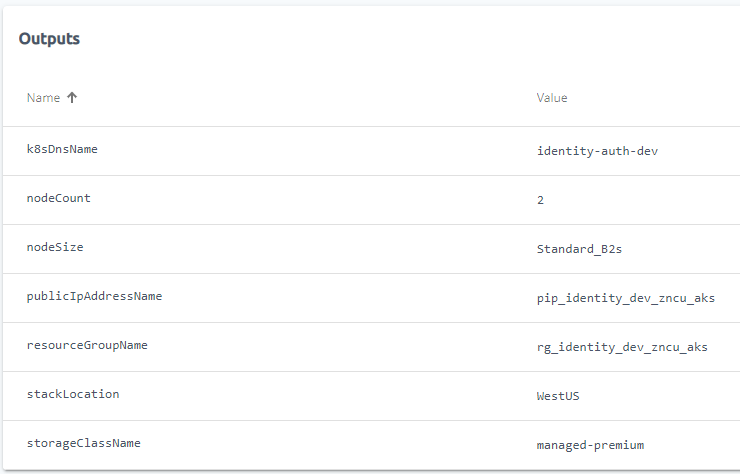 Outputs
Name ↑ Value
k8sDnsName identity-auth-dev
nodeCount 2
nodeSize Standard_B2s
publicIpAddressName pip_identity_dev_zncu_aks
resourceGroupName rg_identity_dev_zncu_aks
stackLocation WestUS
storageClassName managed-premium